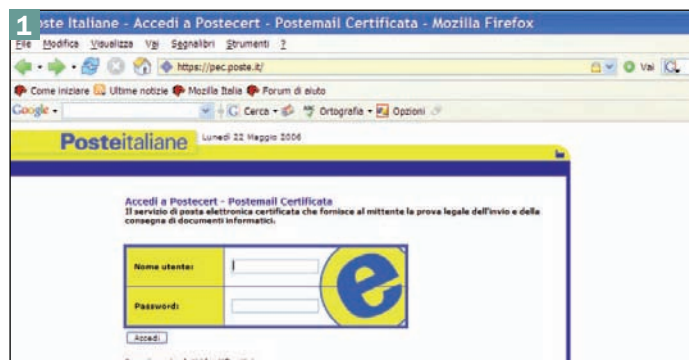 1
Poste Italiane - Accedi a Postecert - Postemail Certificata - Mozilla Firefox
File Modifica Visualizza Vai Segnalibri Strumenti ?
https://pec.poste.it/ Vai G
Come iniziare Ultime notizie Mozilla Italia Forum di aiuto
Google Cerca Ortografia Opzioni
Posteitaliane Lunedì 22 Maggio 2006
Accedi a Postecert - Postemail Certificata
Il servizio di posta elettronica certificata che fornisce al mittente la prova legale dell'invio e della
consegna di documenti informatici.
Nome utente:
e
Password:
Accedi